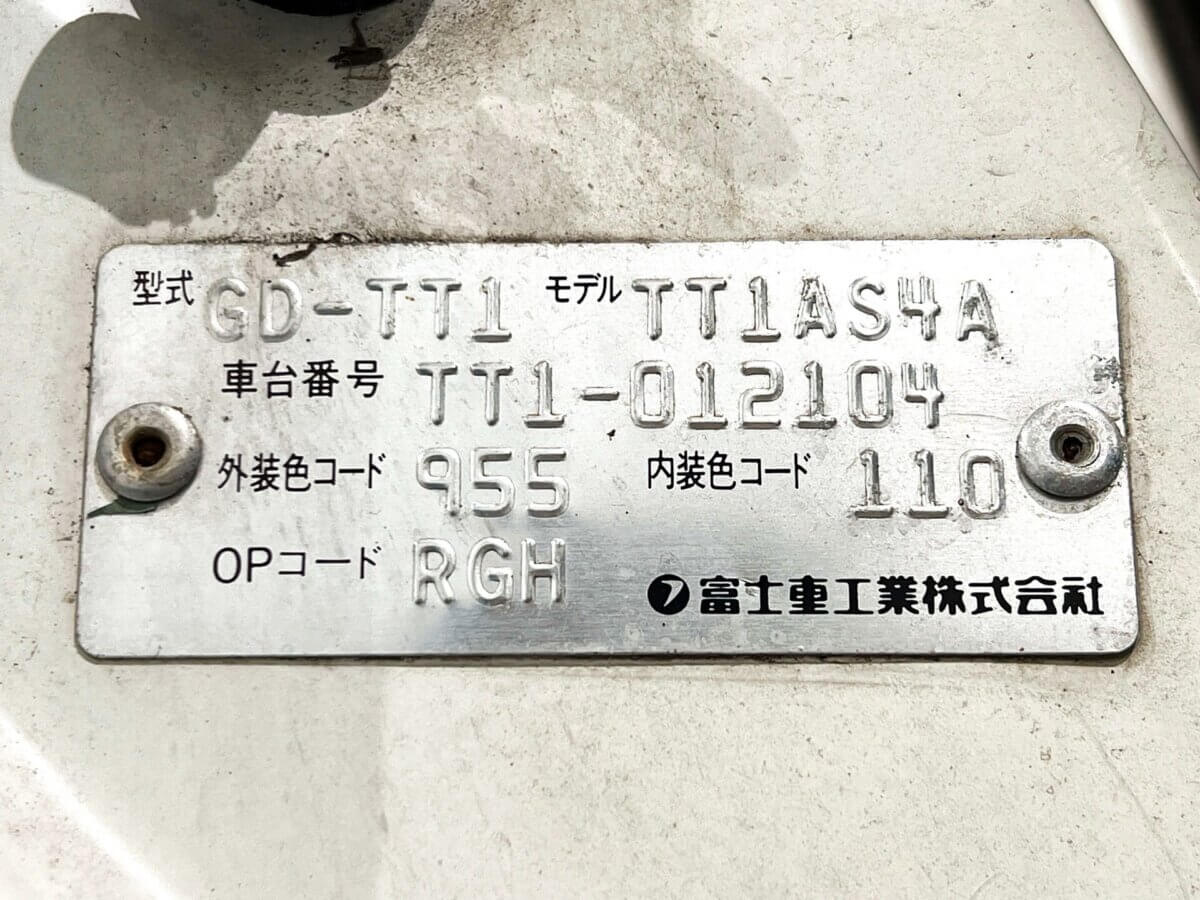 型式 GD-TT1 モデル TT1AS4A
車台番号 TT1-012104
外装色コード 955 内装色コード 110
OPコード RGH
フ富士重工業株式会社